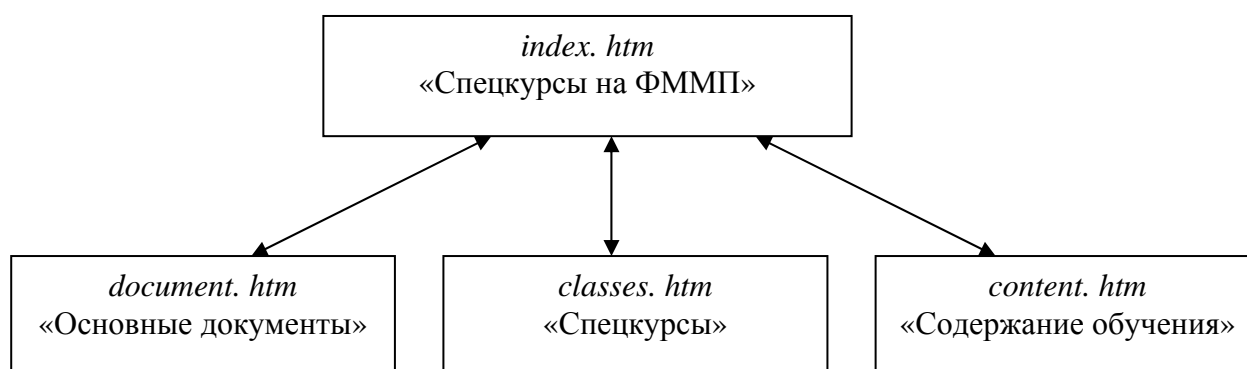 index. htm
«Спецкурсы на ФММП»
document. htm
«Основные документы»
classes. htm
«Спецкурсы»
content. htm
«Содержание обучения»